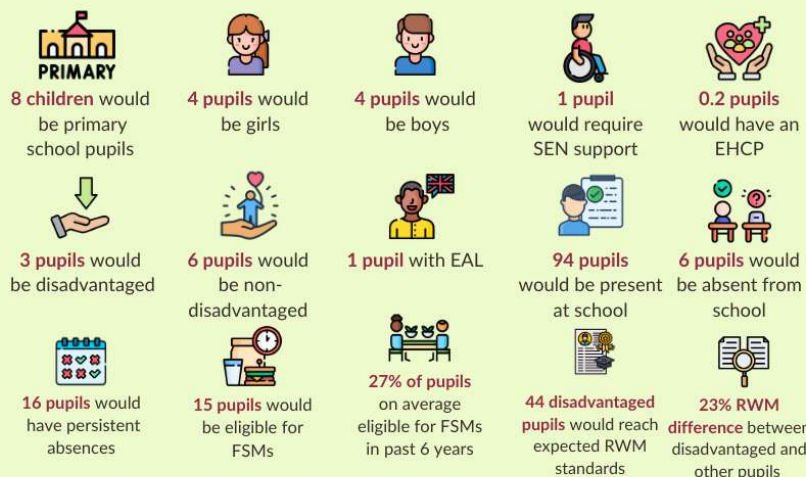 PRIMARY
8 children would
be primary
school pupils
4 pupils would
be girls
4 pupils would
be boys
1 pupil
would require
SEN support
0.2 pupils
would have an
EHCP
3 pupils would
be disadvantaged
6 pupils would
be non-
disadvantaged
1 pupil with EAL
94 pupils
would be present
at school
6 pupils would
be absent from
school
16 pupils would
have persistent
absences
15 pupils would
be eligible for
FSMs
27% of pupils
on average
eligible for FSMs
in past 6 years
44 disadvantaged
pupils would reach
expected RWM
standards
23% RWM
difference between
disadvantaged and
other pupils